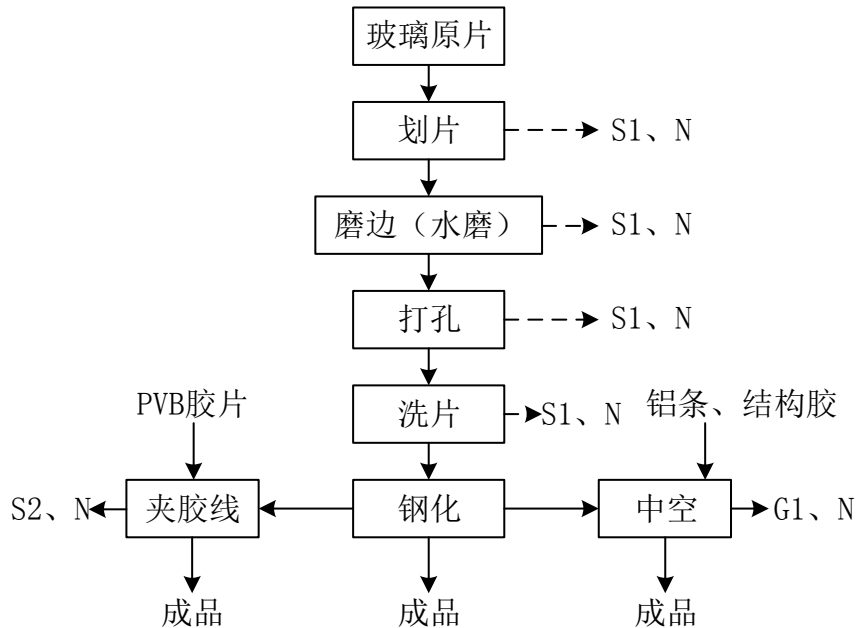 玻璃原片
划片
S1、N
磨边（水磨）
S1、N
打孔
S1、N
PVB胶片
洗片
S1、N
铝条、结构胶
S2、N
夹胶线
钢化
中空
G1、N
成品
成品
成品